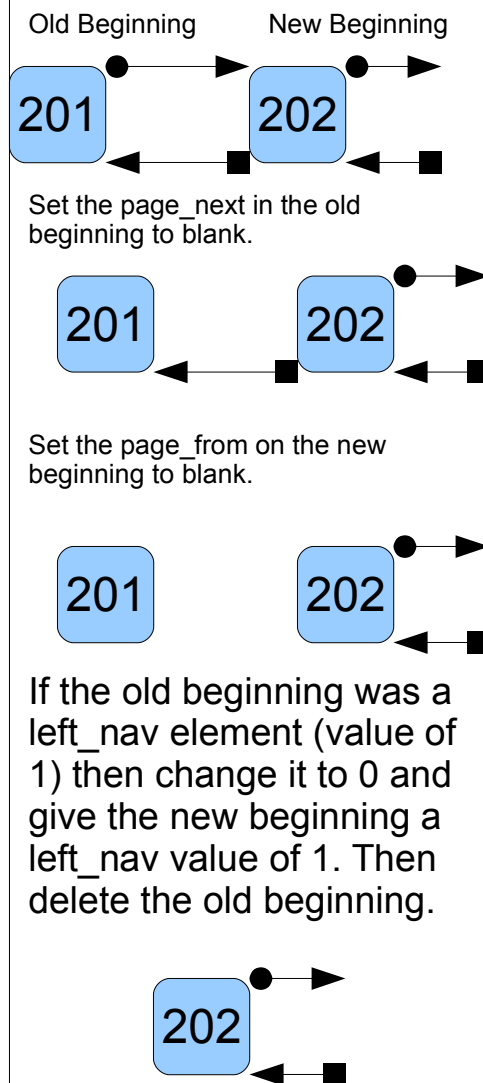 Old Beginning New Beginning
201 202
Set the page_next in the old
beginning to blank.
201 202
Set the page_from on the new
beginning to blank.
201 202
If the old beginning was a
left_nav element (value of
1) then change it to 0 and
give the new beginning a
left_nav value of 1. Then
delete the old beginning.
202